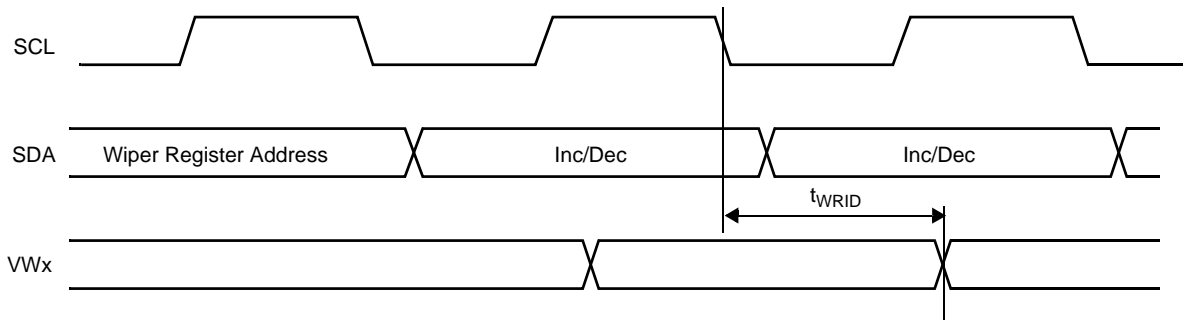 SCL
SDA
Wiper Register Address
Inc/Dec
Inc/Dec
tWRID
VWx